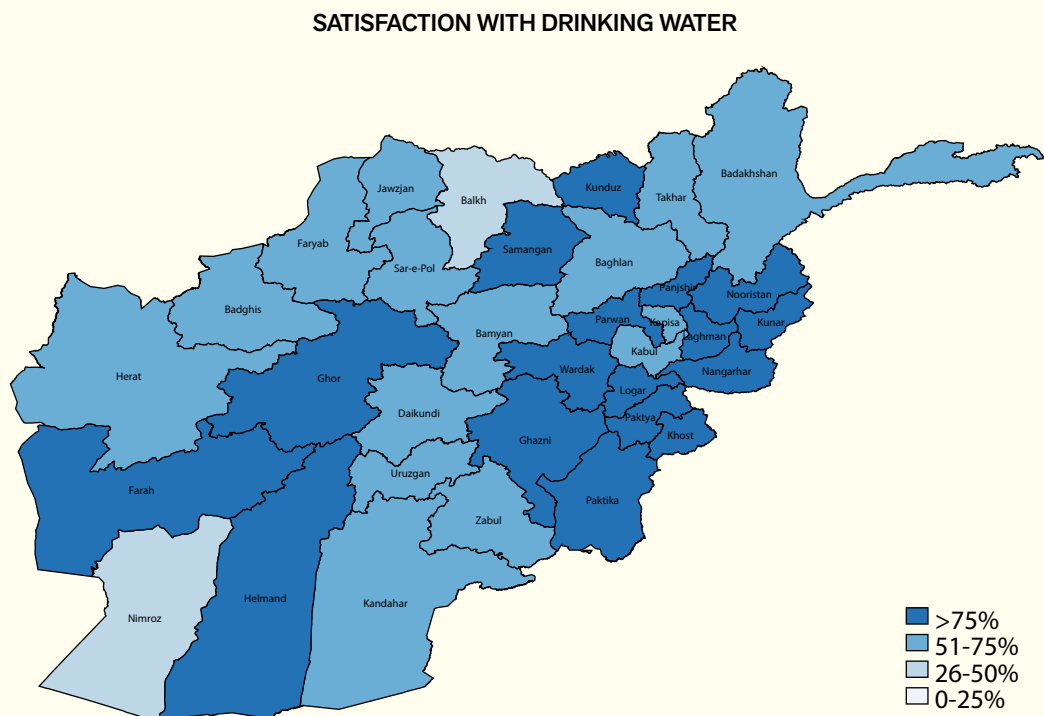 SATISFACTION WITH DRINKING WATER
Jawzjan
Balkh
Kunduz
Takhar
Badakhshan
Faryab
Samangan
Sar-e-Pol
Baghlan
Badghis
Panjshir
Nooristan
Parwan
Kapisa
Kunar
Bamyan
Laghman
Kabul
Herat
Ghor
Wardak
Nangarhar
Logar
Daikundi
Paktya
Ghazni
Khost
Uruzgan
Farah
Paktika
Zabul
Helmand
Kandahar
Nimroz
>75%
51-75%
26-50%
0-25%